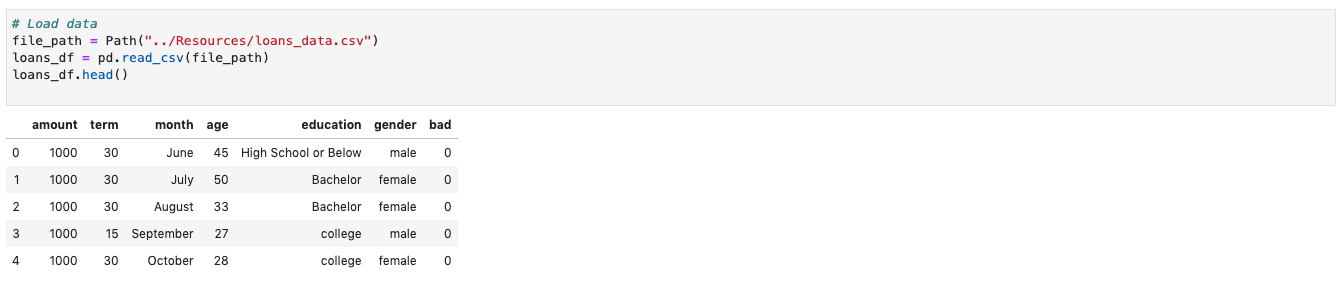 # Load data
file_path = Path("../Resources/loans_data.csv")
loans_df = pd.read_csv(file_path)
loans_df.head()
amount term month age education gender bad
0 1000 30 June 45 High School or Below male 0
1 1000 30 July 50 Bachelor female 0
2 1000 30 August 33 Bachelor female 0
3 1000 15 September 27 college male 0
4 1000 30 October 28 college female 0